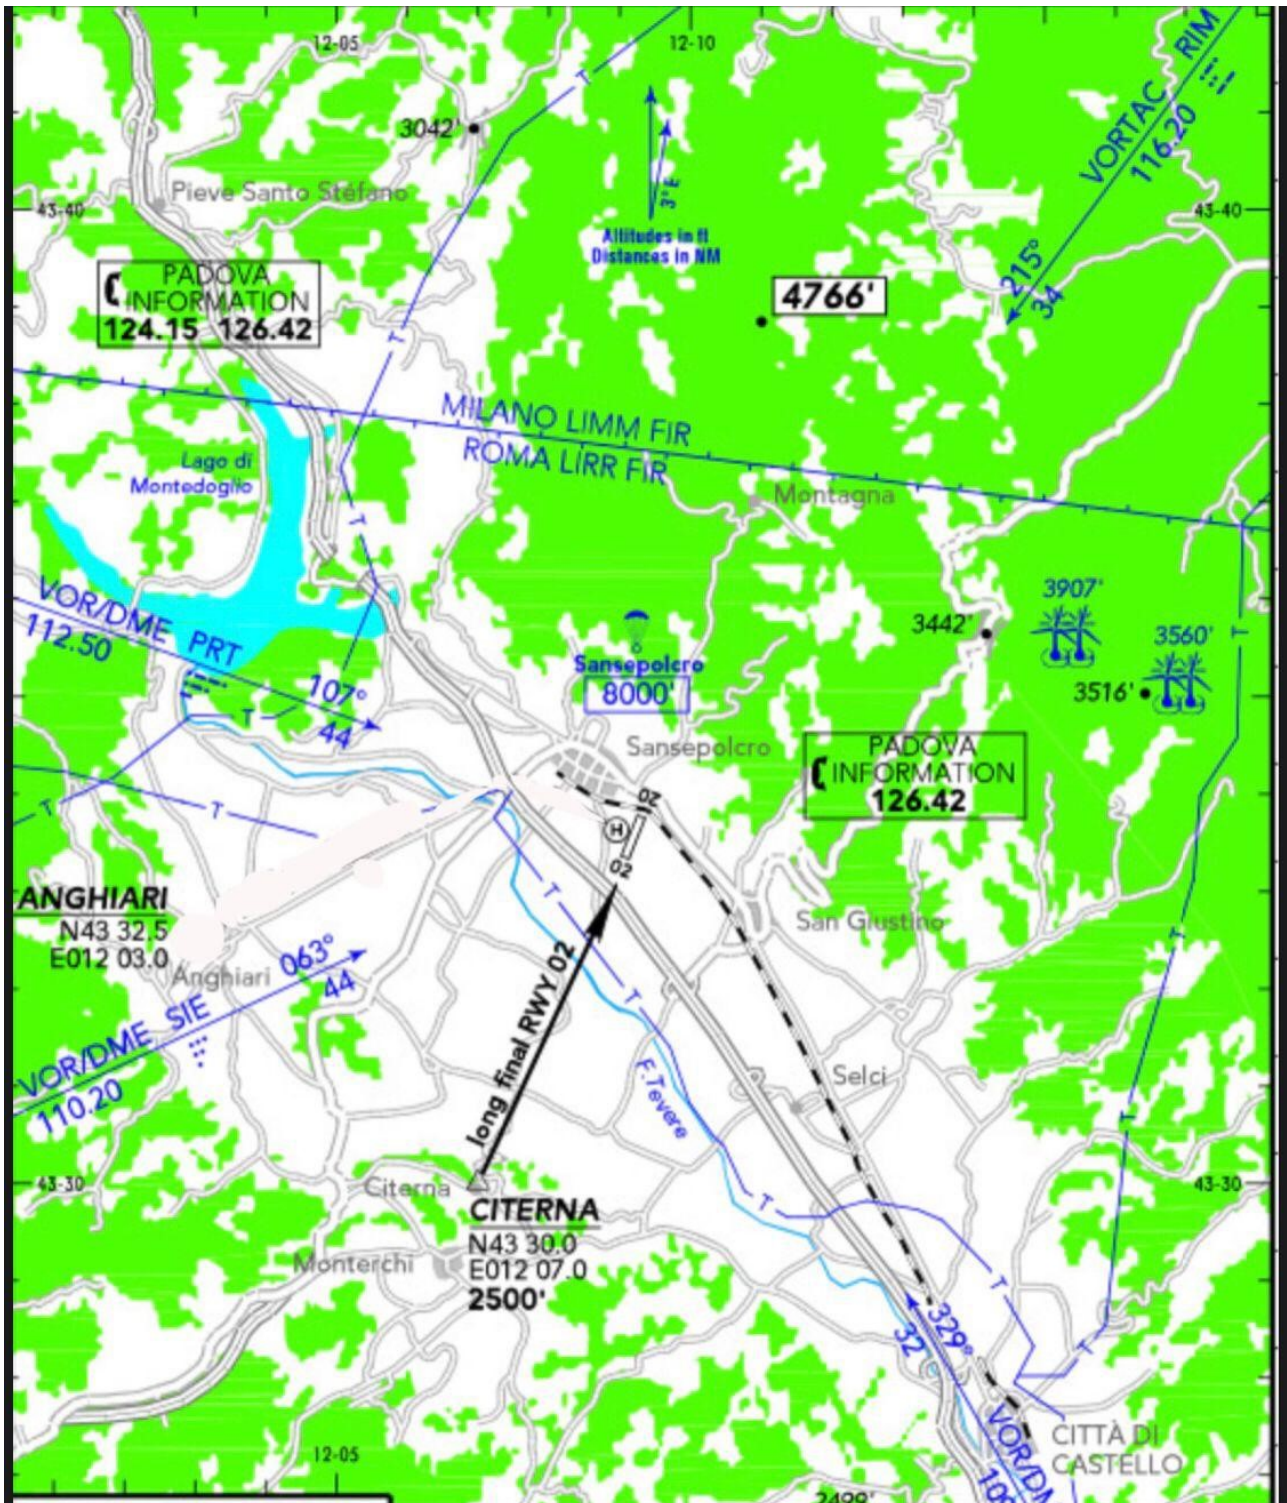 12-05
12-10
RIM
VORTAC
116.20
3042'
3°E
Pieve Santo Stefano
43-40
43-40
Altitudes in ft
Distances in NM
215°
34
PADOVA
INFORMATION
124.15 126.42
4766'
T
T
MILANO LIMM FIR
ROMA LIRR FIR
Lago di
Montedoglio
Montagna
T
VOR/DME PRT
112.50
107°
44
3907'
3442'
3560'
3516'
T
Sansepolcro
8000'
T
Sansepolcro
PADOVA
INFORMATION
126.42
T
T
20
H
02
T
ANGHIARI
N43 32.5
E012 03.0
Anghiari
San Giustino
063°
44
VOR/DME SIE
110.20
T
T
long final RWY 02
F.Tevere
Selci
T
43-30
43-30
Citerna
T
CITERNA
N43 30.0
E012 07.0
2500'
Monterchi
T
329°
32
T
VOR/DM
CITTÀ DI
CASTELLO
12-05
2499'